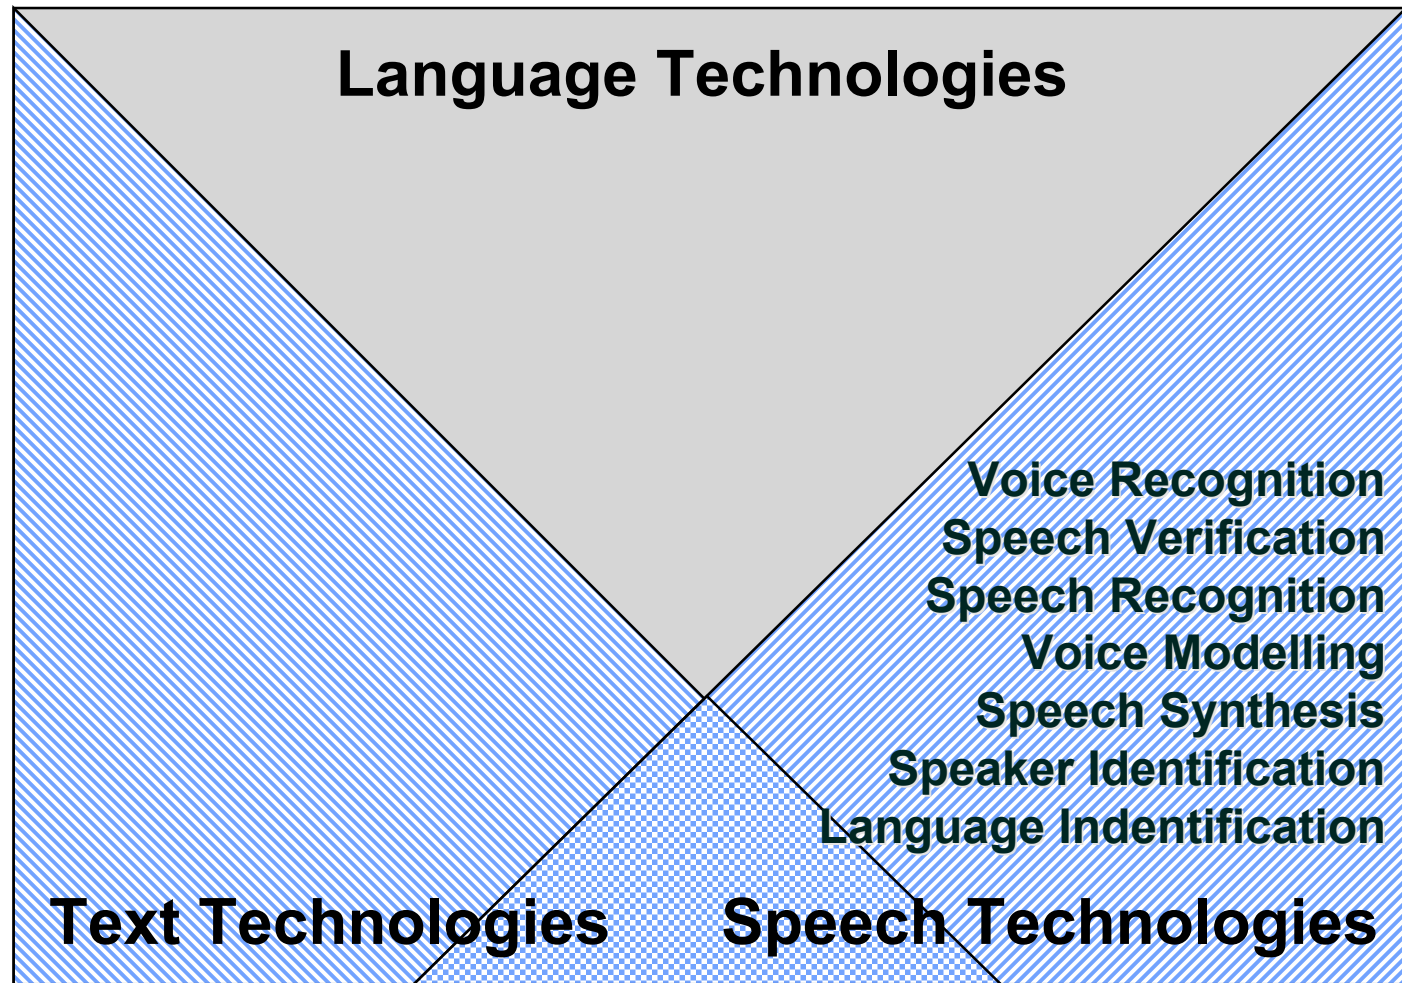 Language Technologies
Voice Recognition
Speech Verification
Speech Recognition
Voice Modelling
Speech Synthesis
Speaker Identification
Language Indentification
Text Technologies
Speech Technologies